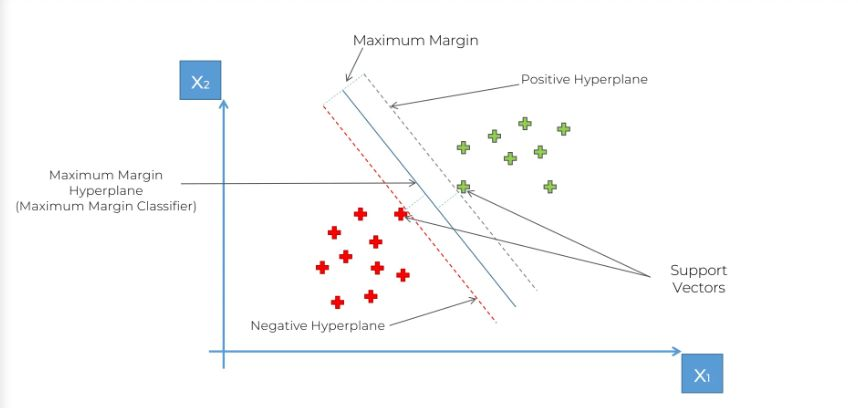 Maximum Margin
X2
Positive Hyperplane
Maximum Margin
Hyperplane
(Maximum Margin Classifier)
Support
Vectors
Negative Hyperplane
X1